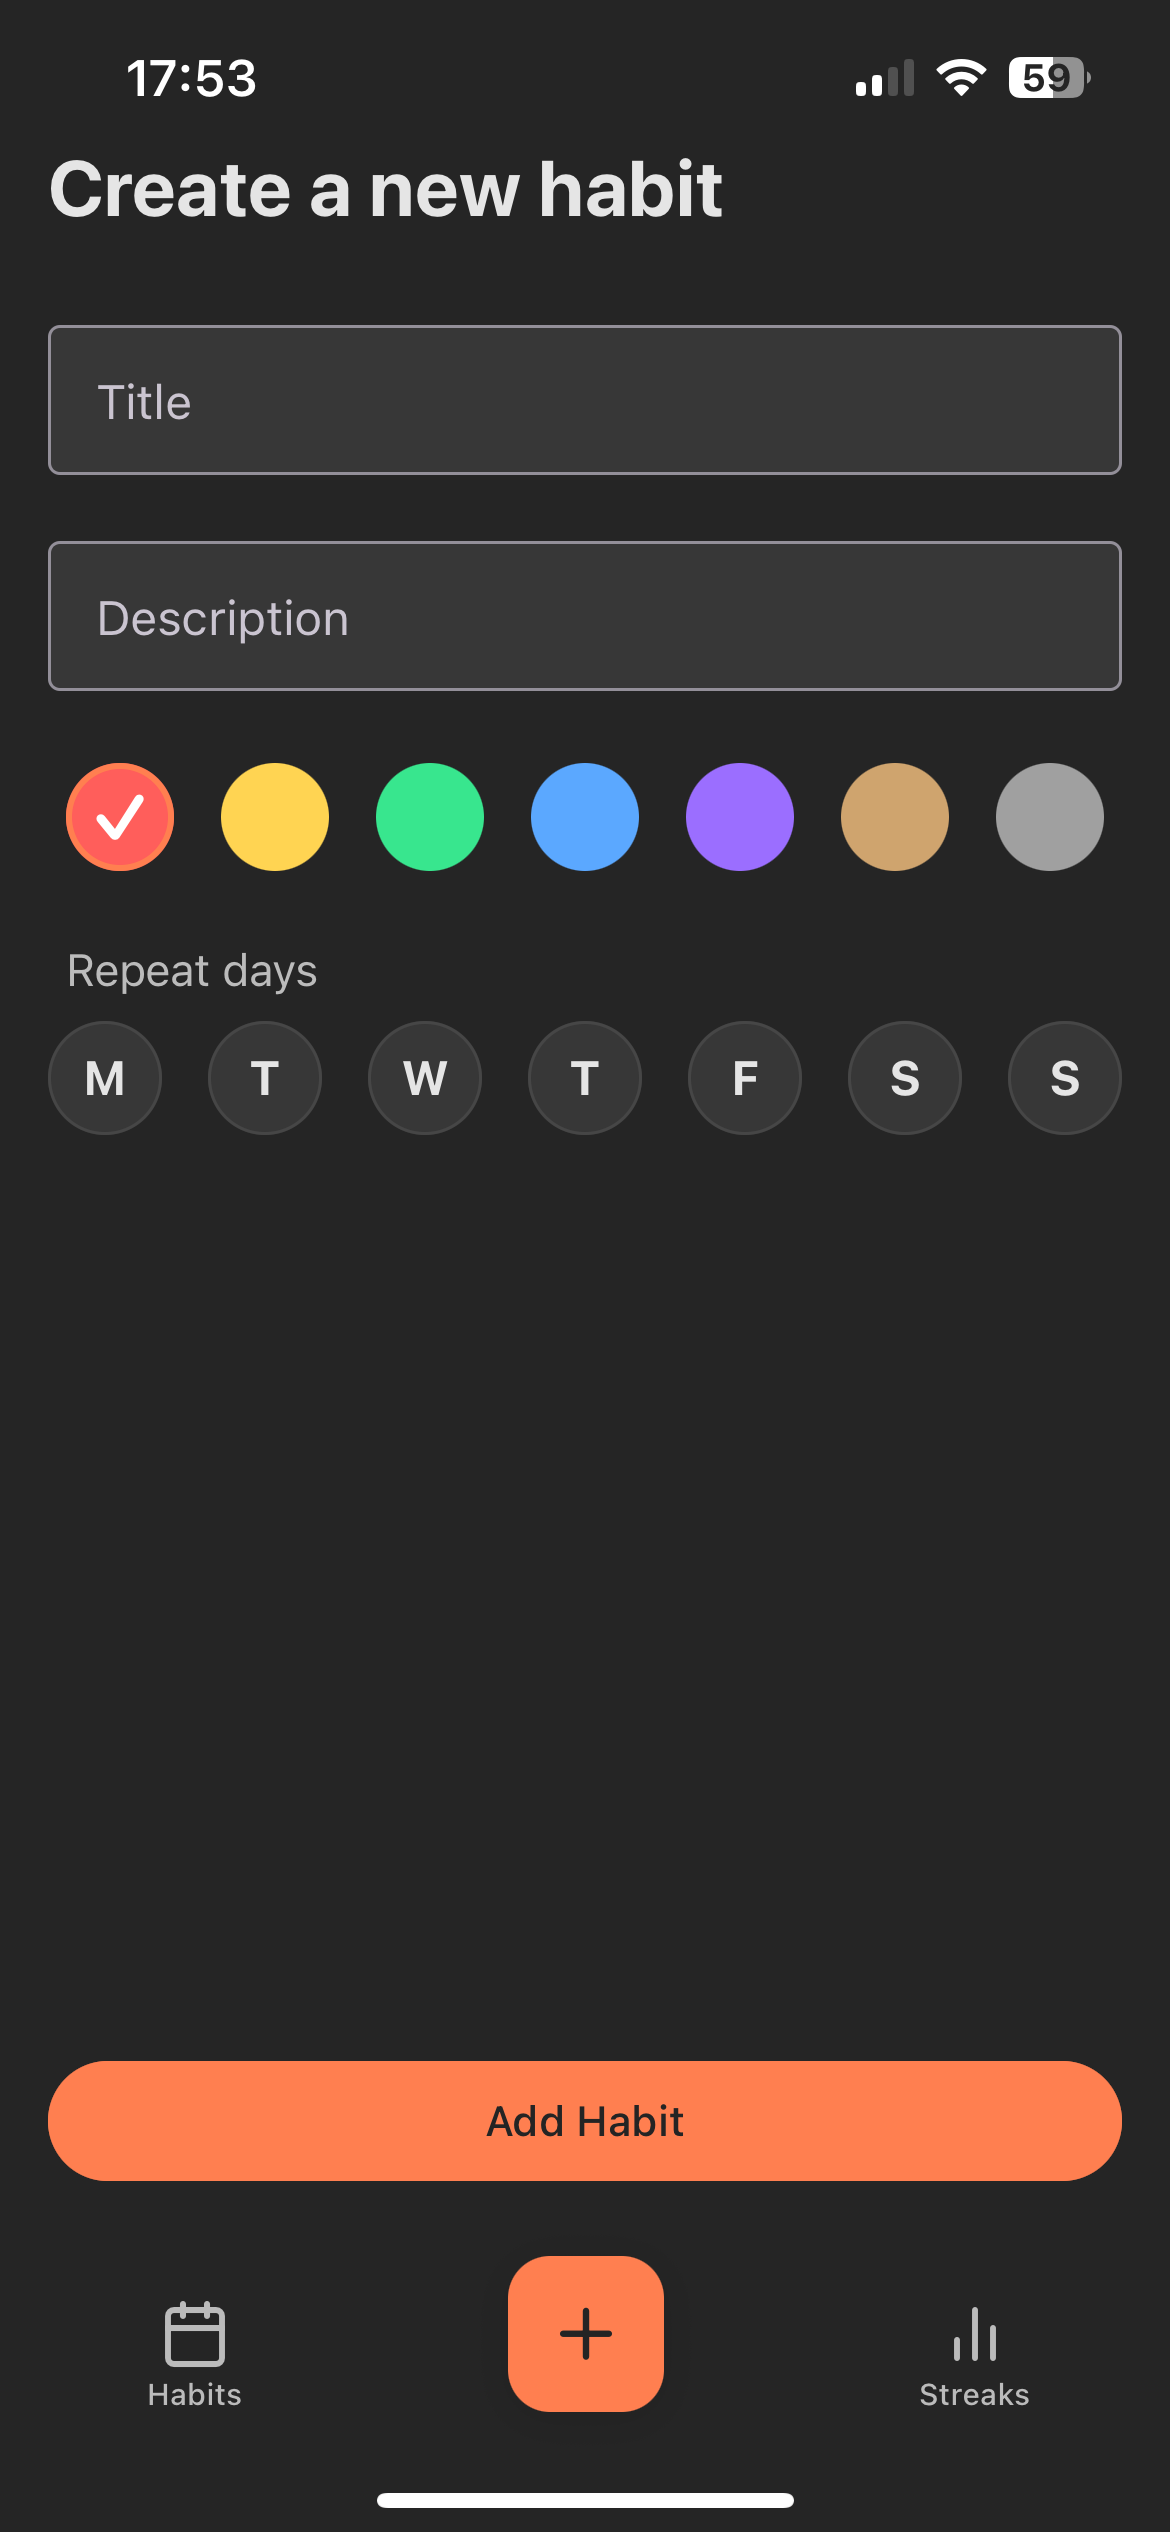 17:53
59
Create a new habit
Title
Description
Repeat days
M T W T F S S
Add Habit
Habits
Streaks